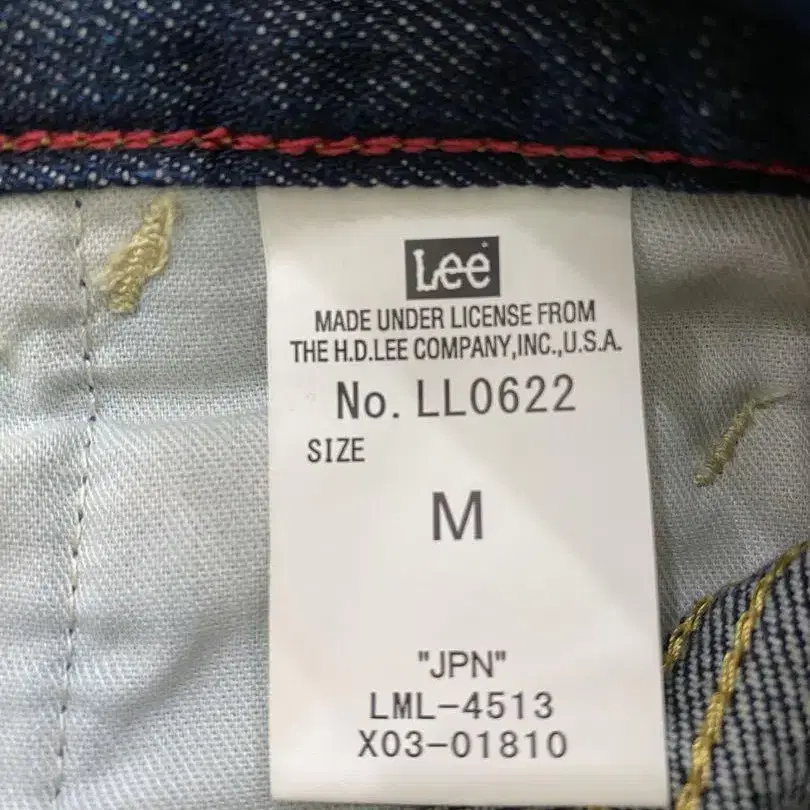 Lee
MADE UNDER LICENSE FROM
THE H.D.LEE COMPANY,INC.,U.S.A.
No. LL0622
SIZE
M
"JPN"
LML-4513
X03-01810